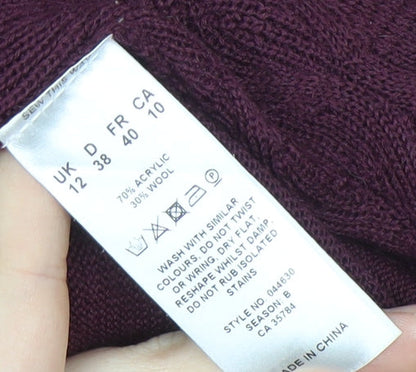 SEW THIS WAY
UK D FR CA
12 38 40 10
70% ACRYLIC
30% WOOL
WASH WITH SIMILAR
COLOURS. DO NOT TWIST
OR WRING. DRY FLAT.
RESHAPE WHILST DAMP.
DO NOT RUB ISOLATED
STAINS
STYLE NO. 044630
SEASON: B
CA 35784
MADE IN CHINA